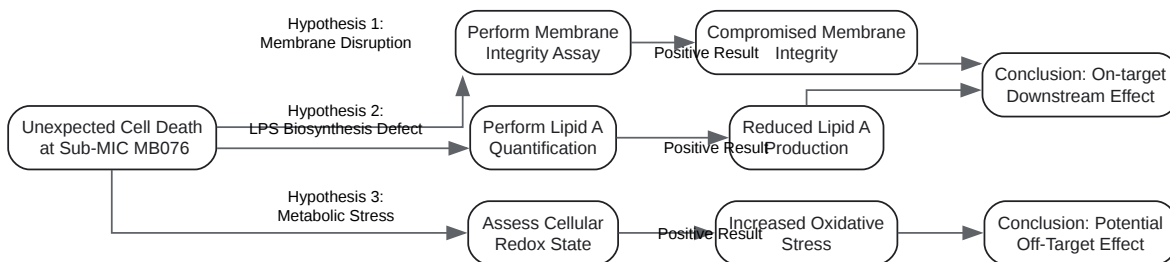 Hypothesis 1:
Membrane Disruption
Perform Membrane
Integrity Assay
Positive Result
Compromised Membrane
Integrity
Conclusion: On-target
Downstream Effect
Unexpected Cell Death
at Sub-MIC MB076
Hypothesis 2:
LPS Biosynthesis Defect
Perform Lipid A
Quantification
Positive Result
Reduced Lipid A
Production
Hypothesis 3:
Metabolic Stress
Assess Cellular
Redox State
Positive Result
Increased Oxidative
Stress
Conclusion: Potential
Off-Target Effect